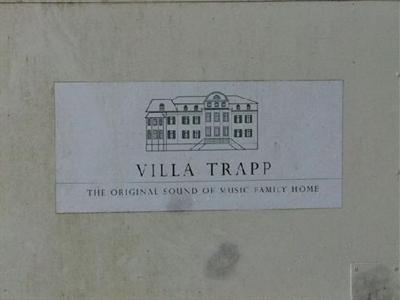 VILLA TRAPP
THE ORIGINAL SOUND OF MUSIC FAMILY HOME